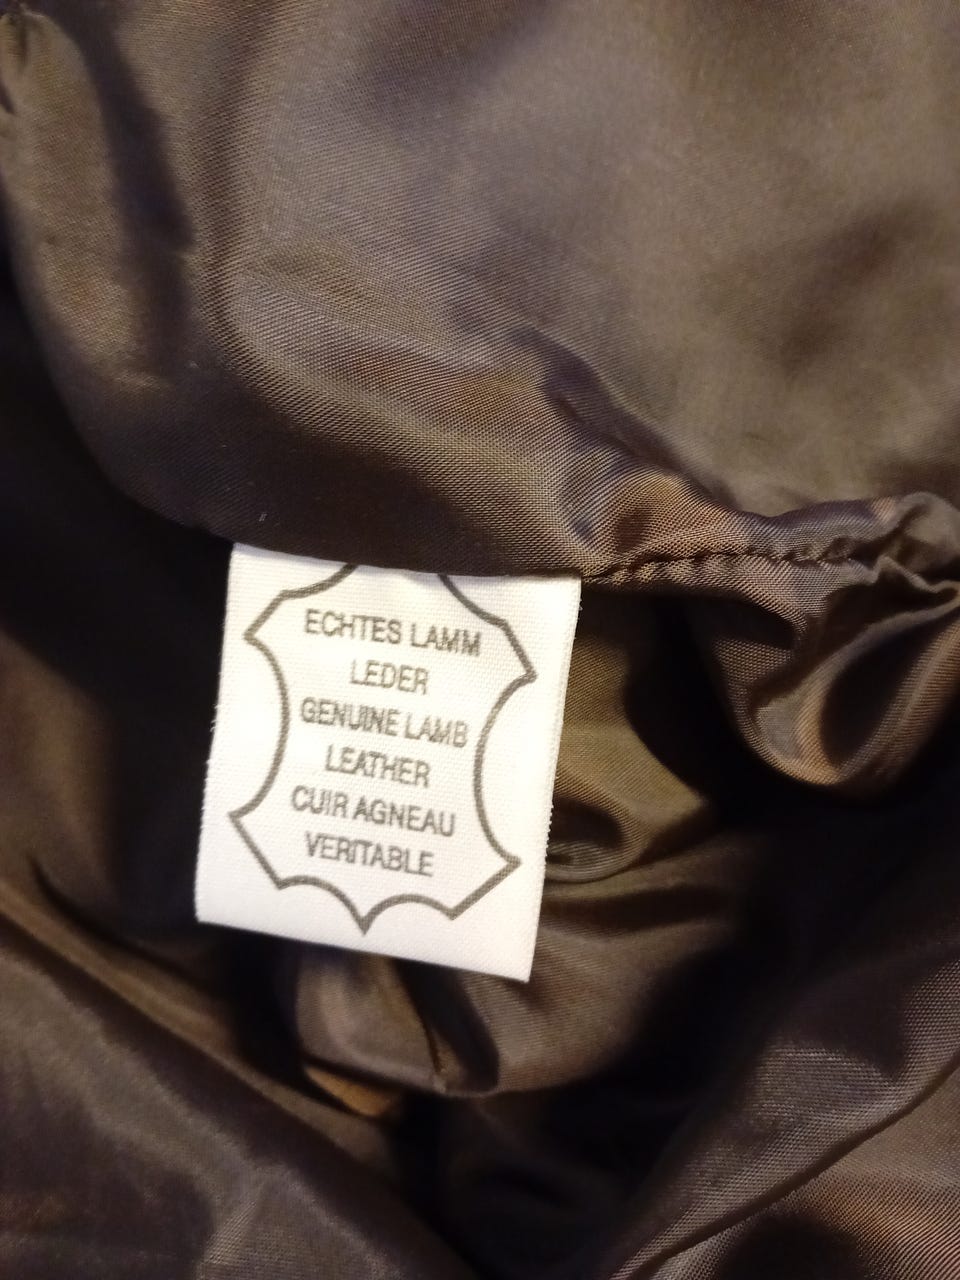 ECHTES LAMM
LEDER
GENUINE LAMB
LEATHER
CUIR AGNEAU
VERITABLE